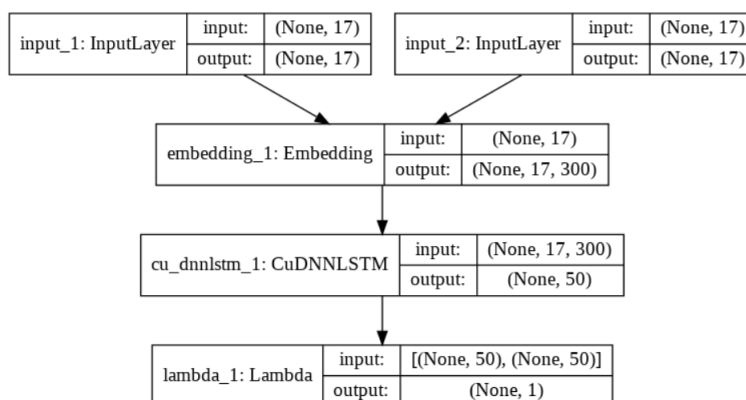 input_1: InputLayer
input: (None, 17)
output: (None, 17)
input_2: InputLayer
input: (None, 17)
output: (None, 17)
embedding_1: Embedding
input: (None, 17)
output: (None, 17, 300)
cu_dnnlstm_1: CuDNNLSTM
input: (None, 17, 300)
output: (None, 50)
lambda_1: Lambda
input: [(None, 50), (None, 50)]
output: (None, 1)